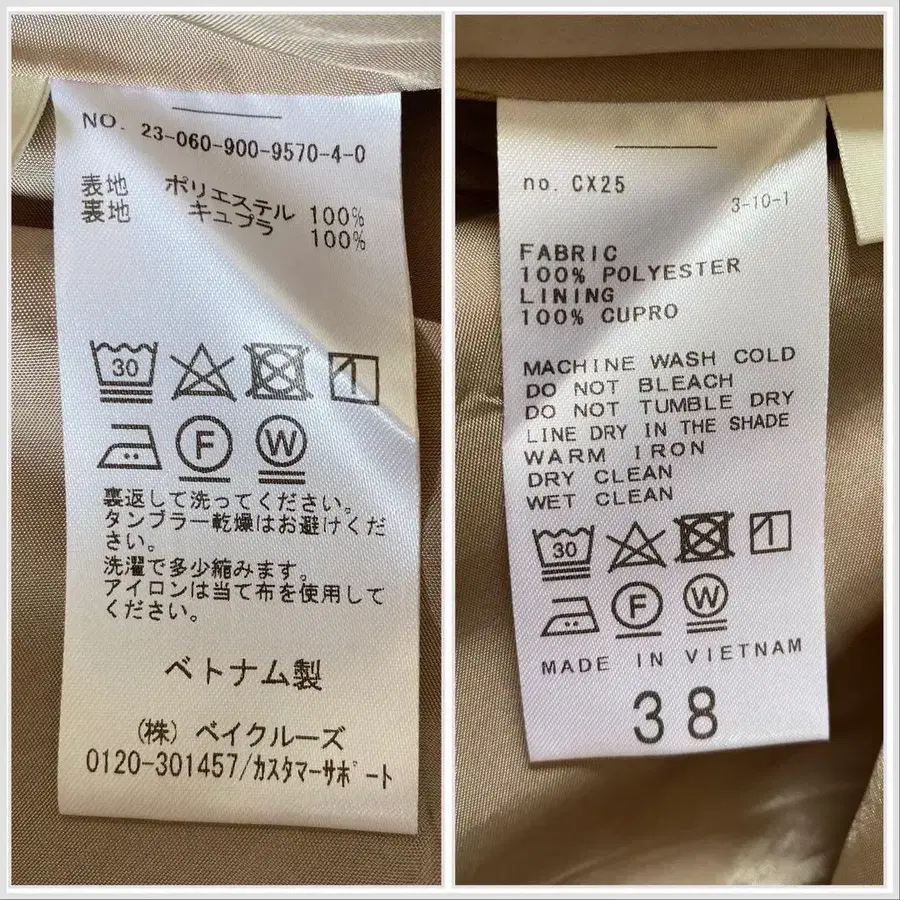 NO. 23-060-900-9570-4-0
表地 ポリエステル 100%
裏地 キュプラ 100%
30
F W
裏返して洗ってください。
タンブラー乾燥はお避けくだ
さい。
洗濯で多少縮みます。
アイロンは当て布を使用して
ください。
ベトナム製
(株) ベイクルーズ
0120-301457/カスタマーサポート
no. CX25
3-10-1
FABRIC
100% POLYESTER
LINING
100% CUPRO
MACHINE WASH COLD
DO NOT BLEACH
DO NOT TUMBLE DRY
LINE DRY IN THE SHADE
WARM IRON
DRY CLEAN
WET CLEAN
30
F W
MADE IN VIETNAM
38